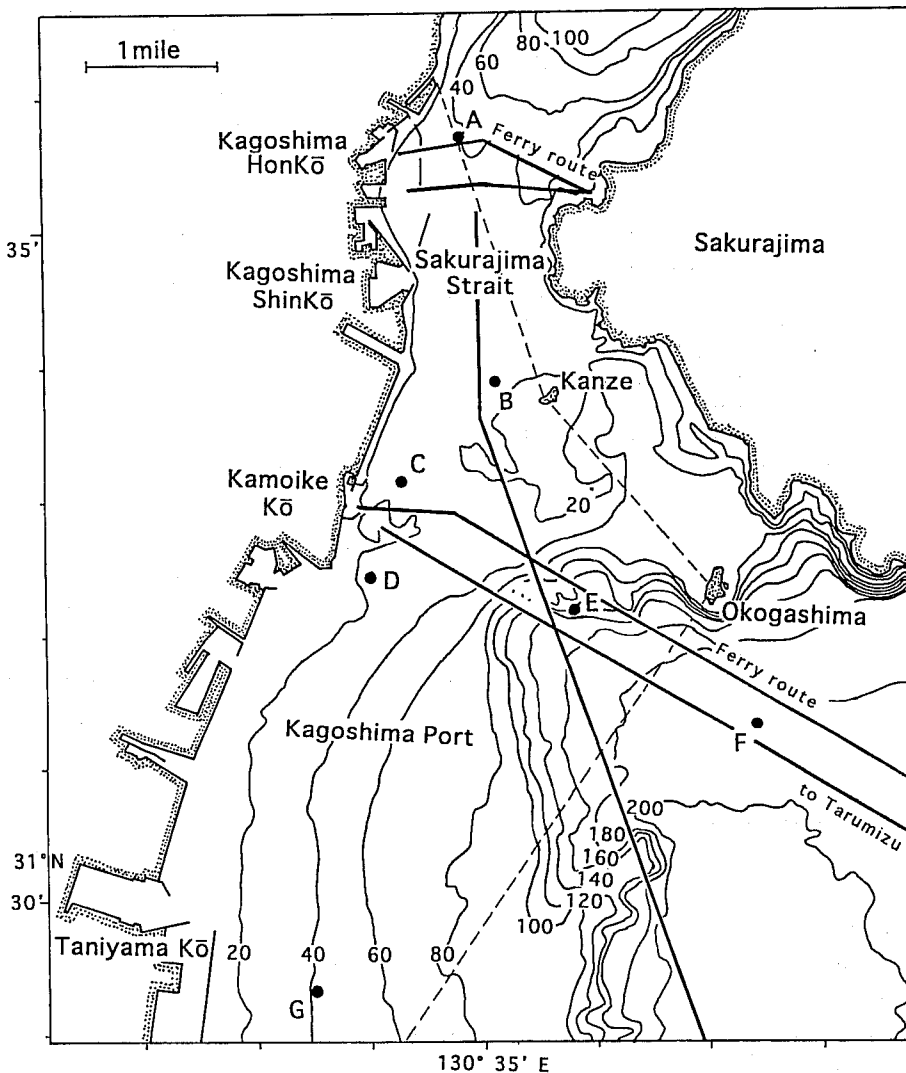 1 mile
80 100
60
40
A
Ferry route
Kagoshima
HonKō
35'
Sakurajima
Sakurajima
Strait
Kagoshima
ShinKō
Kanze
B
C
Kamoike
Kō
20
D
E
Okogashima
Ferry route
Kagoshima Port
F
to Tarumizu
200
180
160
140
120
100
31°N
30'
Taniyama Kō
20 40 60 80
G
130° 35' E